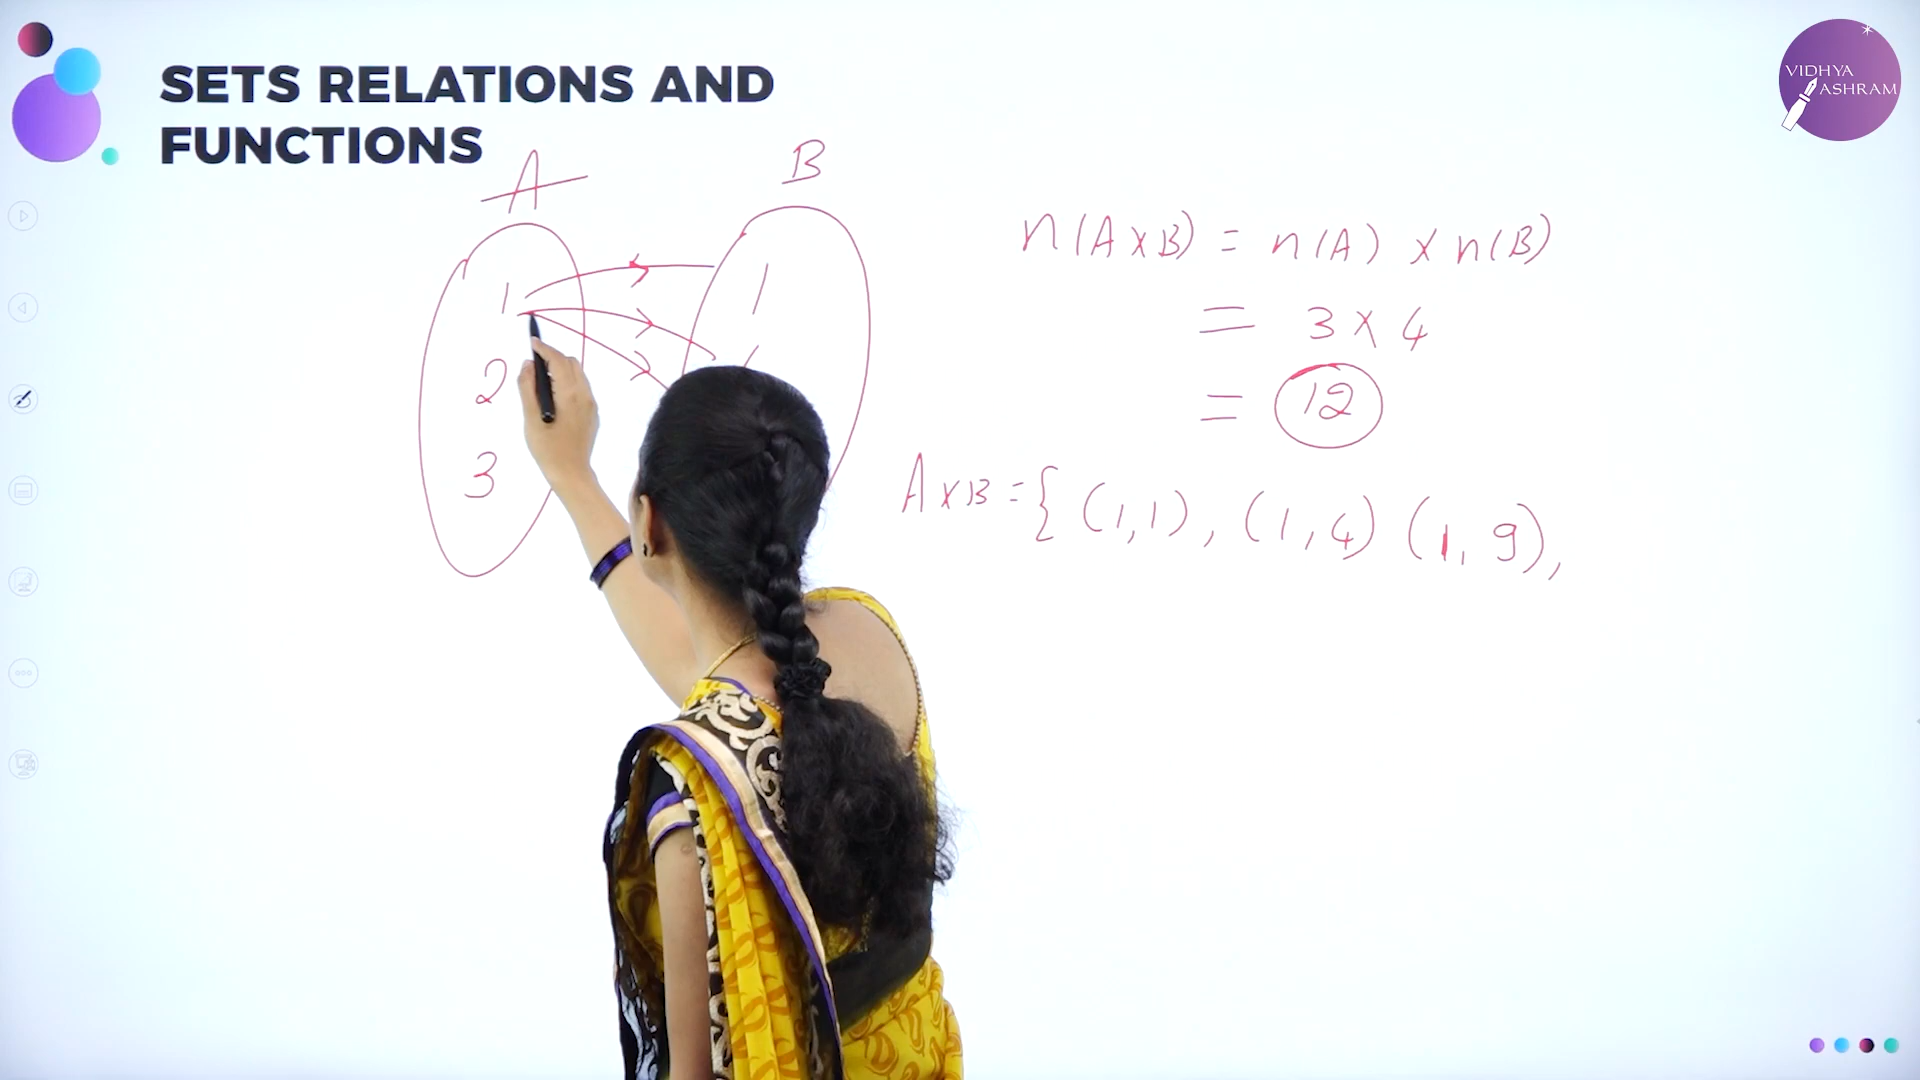 SETS RELATIONS AND
FUNCTIONS
VIDHYA
ASHRAM
A
B
1
2
3
1
n(A×B) = n(A) × n(B)
= 3×4
= 12
A×B = { (1,1), (1,4) (1, 9),